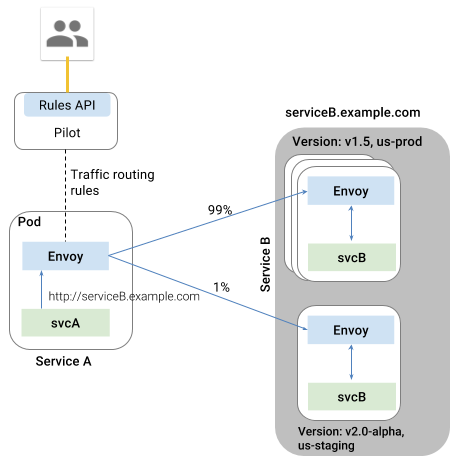 Rules API
Pilot
Traffic routing
rules
Pod
Envoy
http://serviceB.example.com
svcA
Service A
99%
1%
serviceB.example.com
Version: v1.5, us-prod
Service B
Envoy
svcB
Envoy
svcB
Version: v2.0-alpha,
us-staging